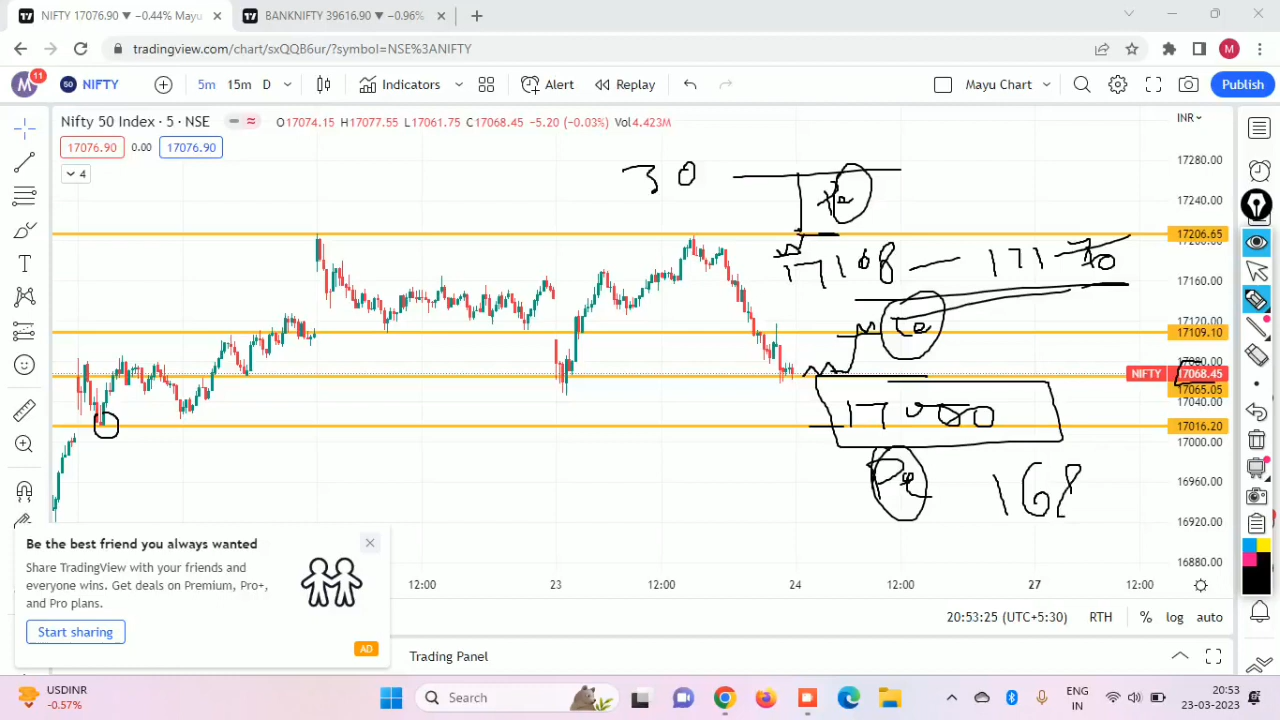 NIFTY 17076.90 ▼ −0.44% Mayu
BANKNIFTY 39616.90 ▼ −0.96%
tradingview.com/chart/sxQQB6ur/?symbol=NSE%3ANIFTY
M
M 11 50 NIFTY 5m 15m D Indicators Alert Replay Mayu Chart Publish
Nifty 50 Index · 5 · NSE O17074.15 H17077.55 L17061.75 C17068.45 −5.20 (−0.03%) Vol4.423M
INR
17076.90 0.00 17076.90
4
17280.00
17240.00
17206.65
17160.00
17120.00
17109.10
17080.00
NIFTY 17068.45
17065.05
17040.00
17016.20
17000.00
16960.00
16920.00
16880.00
30
17108 — 171
168
Be the best friend you always wanted
Share TradingView with your friends and
everyone wins. Get deals on Premium, Pro+,
and Pro plans.
Start sharing
AD
12:00 23 12:00 24 12:00 27 12:00
20:53:25 (UTC+5:30) RTH % log auto
Trading Panel
USDINR
-0.57%
Search
ENG
IN
20:53
23-03-2023